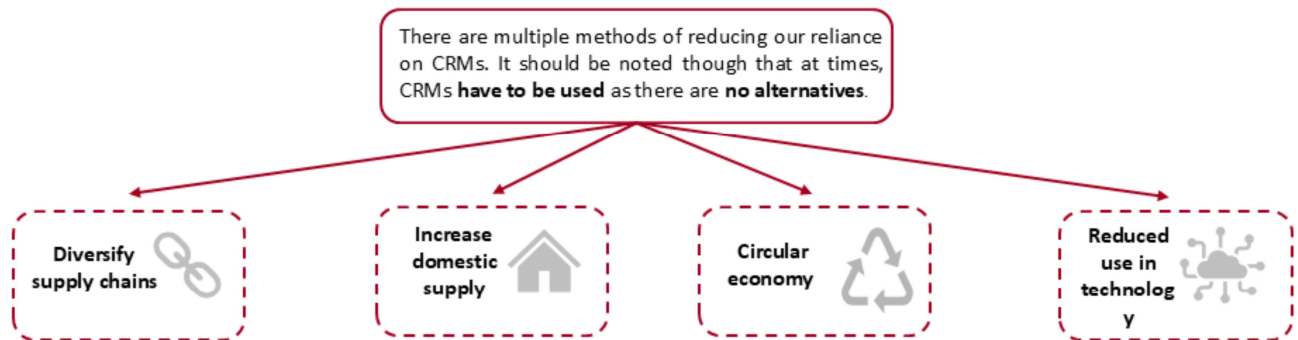 There are multiple methods of reducing our reliance
on CRMs. It should be noted though that at times,
CRMs have to be used as there are no alternatives.
Diversify
supply chains
Increase
domestic
supply
Circular
economy
Reduced
use in
technolog
y